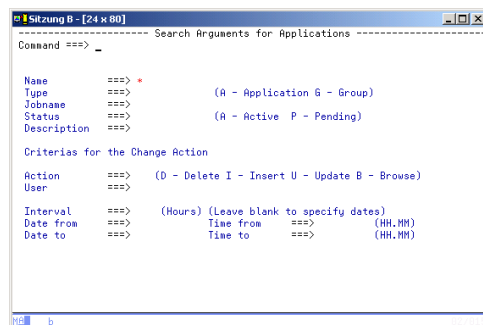 Sitzung B - [24 x 80]
---------------------- Search Arguments for Applications ----------------------
Command ===> _
Name ===> *
Type ===> (A - Application G - Group)
Jobname ===>
Status ===> (A - Active P - Pending)
Description ===>
Criterias for the Change Action
Action ===> (D - Delete I - Insert U - Update B - Browse)
User ===>
Interval ===> (Hours) (Leave blank to specify dates)
Date from ===> Time from ===> (HH.MM)
Date to ===> Time to ===> (HH.MM)
b